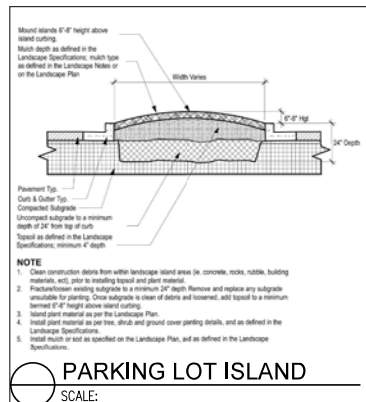 Mound islands 6"-8" height above
island curbing.
Mulch depth as defined in the
Landscape Specifications; mulch type
as defined in the Landscape Notes or
on the Landscape Plan
Width Varies
6"-8" Hgt
24" Depth
Pavement Typ.
Curb & Gutter Typ.
Compacted Subgrade
Uncompact subgrade to a minimum
depth of 24" from top of curb
Topsoil as defined in the Landscape
Specifications; minimum 4" depth
NOTE
1. Clean construction debris from within landscape island areas (ie. concrete, rocks, rubble, building
materials, ect), prior to installing topsoil and plant material.
2. Fracture/loosen existing subgrade to a minimum 24" depth Remove and replace any subgrade
unsuitable for planting. Once subgrade is clean of debris and loosened, add topsoil to a minimum
bermed 6"-8" height above island curbing.
3. Island plant material as per the Landscape Plan.
4. Install plant material as per tree, shrub and ground cover planting details, and as defined in the
Landscape Specifications.
5. Install mulch or sod as specified on the Landscape Plan, and as defined in the Landscape
Specifications.
PARKING LOT ISLAND
SCALE: